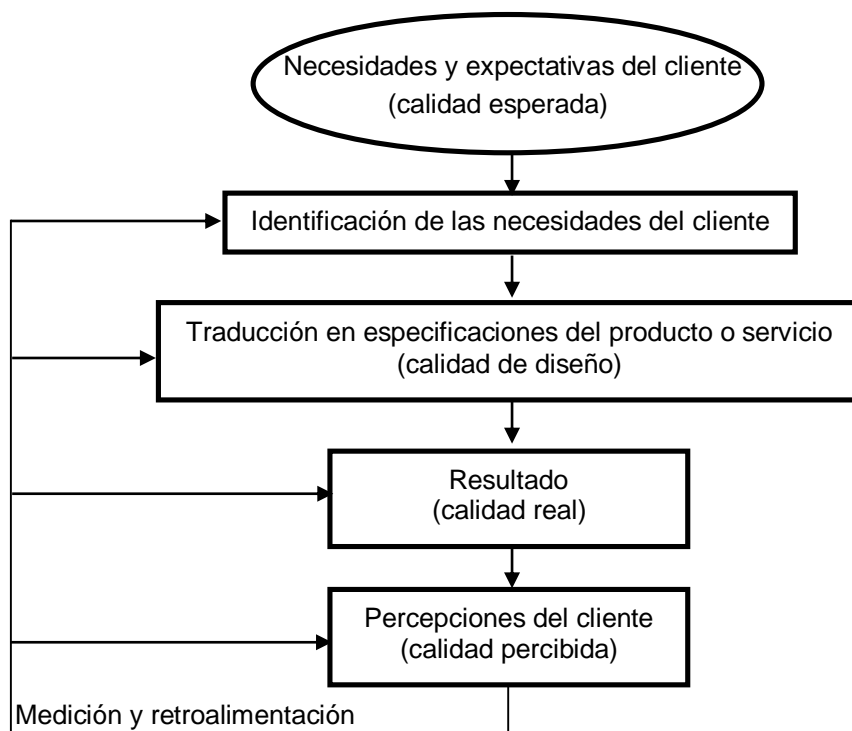 Necesidades y expectativas del cliente
(calidad esperada)
Identificación de las necesidades del cliente
Traducción en especificaciones del producto o servicio
(calidad de diseño)
Resultado
(calidad real)
Percepciones del cliente
(calidad percibida)
Medición y retroalimentación